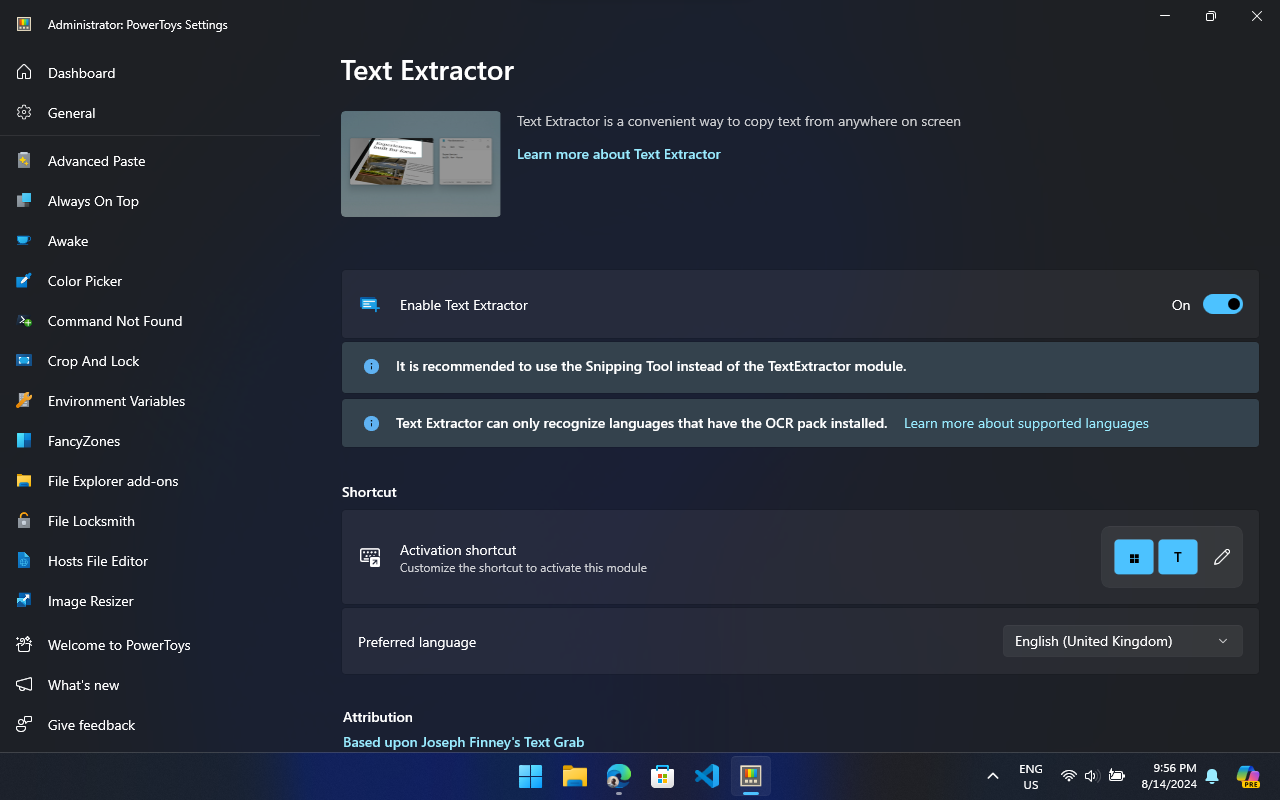 Administrator: PowerToys Settings
Dashboard
General
Advanced Paste
Always On Top
Awake
Color Picker
Command Not Found
Crop And Lock
Environment Variables
FancyZones
File Explorer add-ons
File Locksmith
Hosts File Editor
Image Resizer
Welcome to PowerToys
What's new
Give feedback
Text Extractor
Text Extractor is a convenient way to copy text from anywhere on screen
Learn more about Text Extractor
Enable Text Extractor
On
It is recommended to use the Snipping Tool instead of the TextExtractor module.
Text Extractor can only recognize languages that have the OCR pack installed. Learn more about supported languages
Shortcut
Activation shortcut
T
Customize the shortcut to activate this module
Preferred language
English (United Kingdom)
Attribution
Based upon Joseph Finney's Text Grab
ENG
US
9:56 PM
8/14/2024
PRE